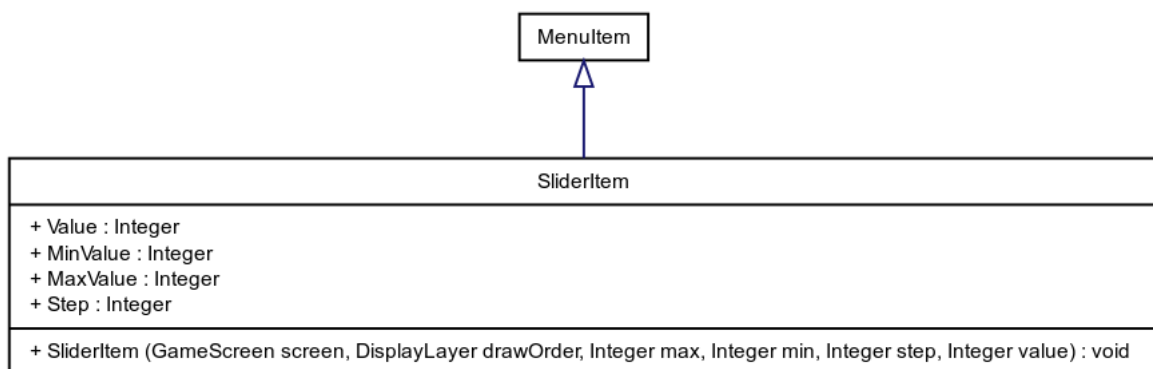 MenuItem
SliderItem
+ Value : Integer
+ MinValue : Integer
+ MaxValue : Integer
+ Step : Integer
+ SliderItem (GameScreen screen, DisplayLayer drawOrder, Integer max, Integer min, Integer step, Integer value) : void